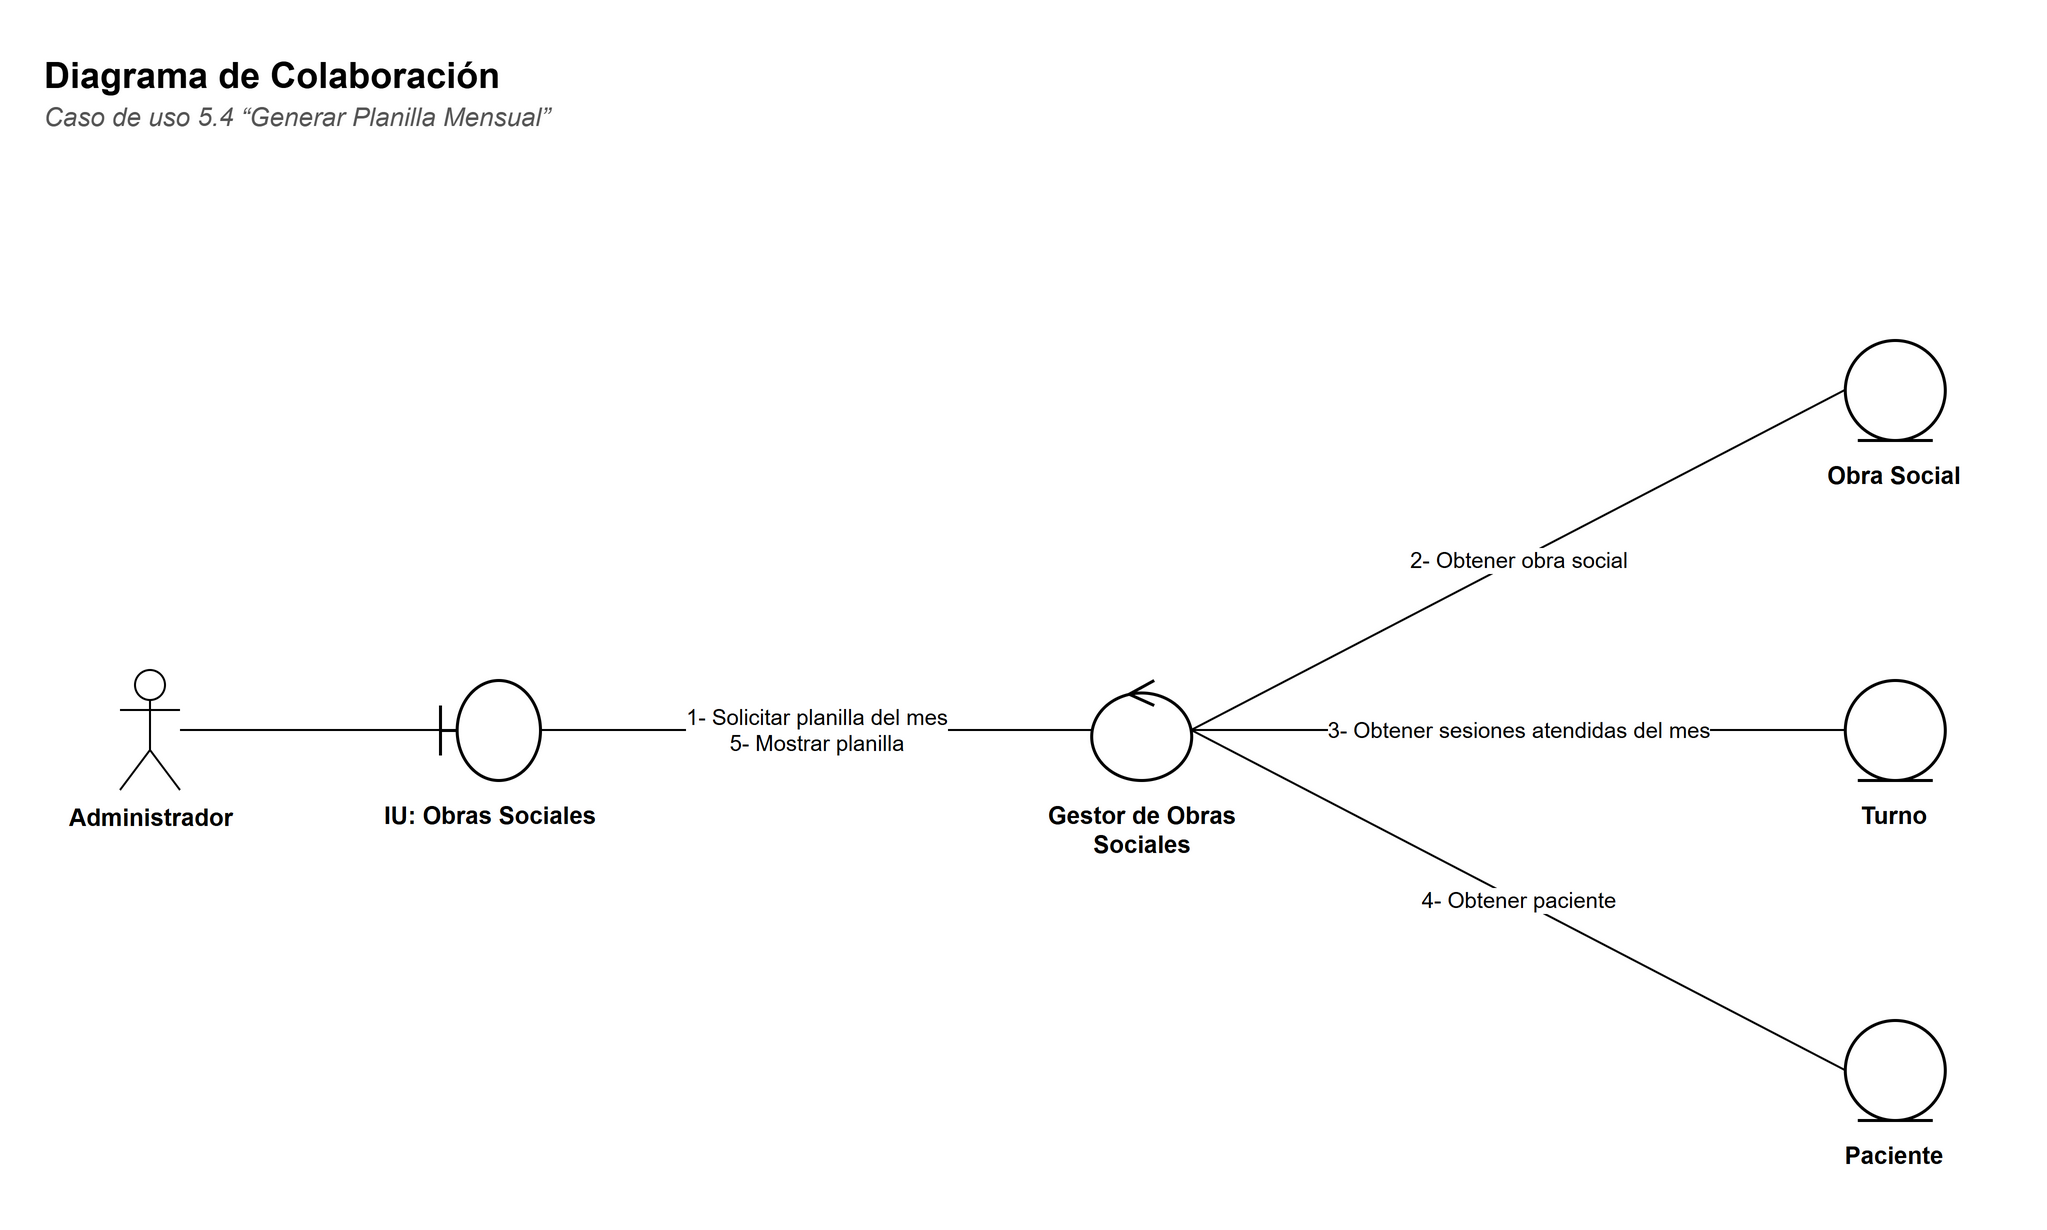 Diagrama de Colaboración
Caso de uso 5.4 “Generar Planilla Mensual”
Obra Social
2- Obtener obra social
1- Solicitar planilla del mes
5- Mostrar planilla
3- Obtener sesiones atendidas del mes
Administrador
IU: Obras Sociales
Gestor de Obras
Sociales
Turno
4- Obtener paciente
Paciente